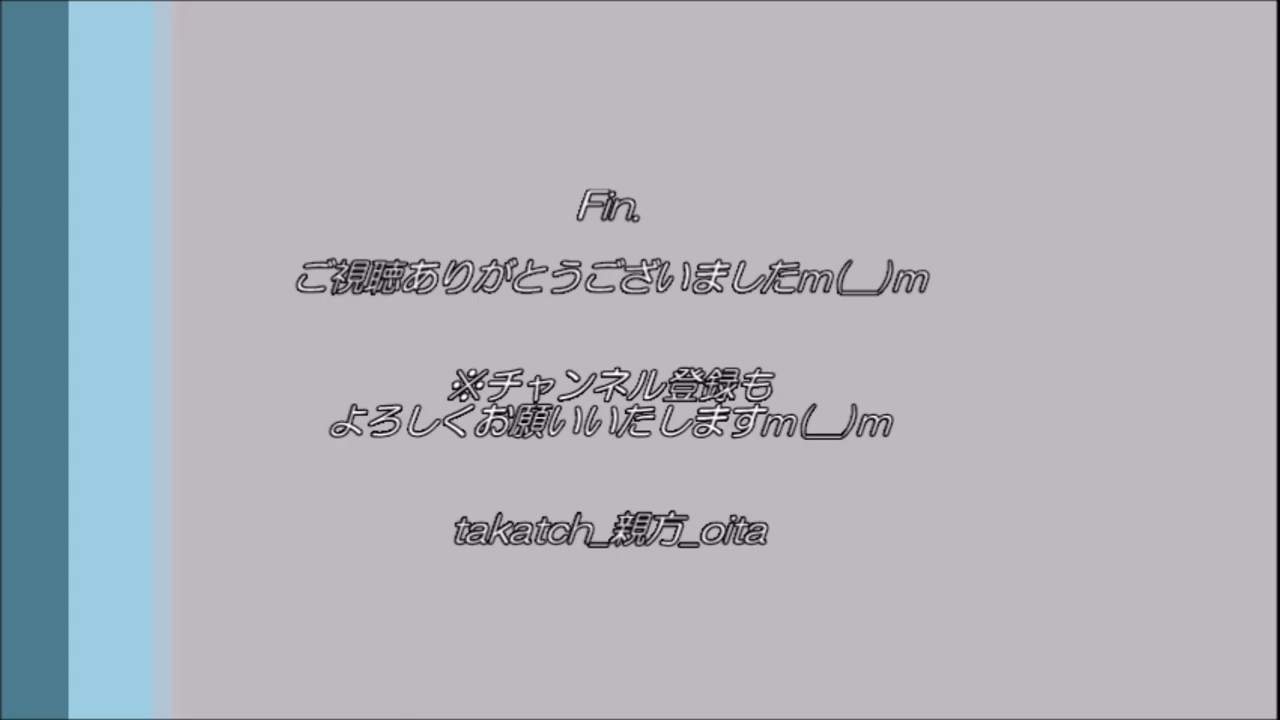 Fin.
ご視聴ありがとうございましたm(__)m
※チャンネル登録も
よろしくお願いいたしますm(__)m
takatch_親方_oita